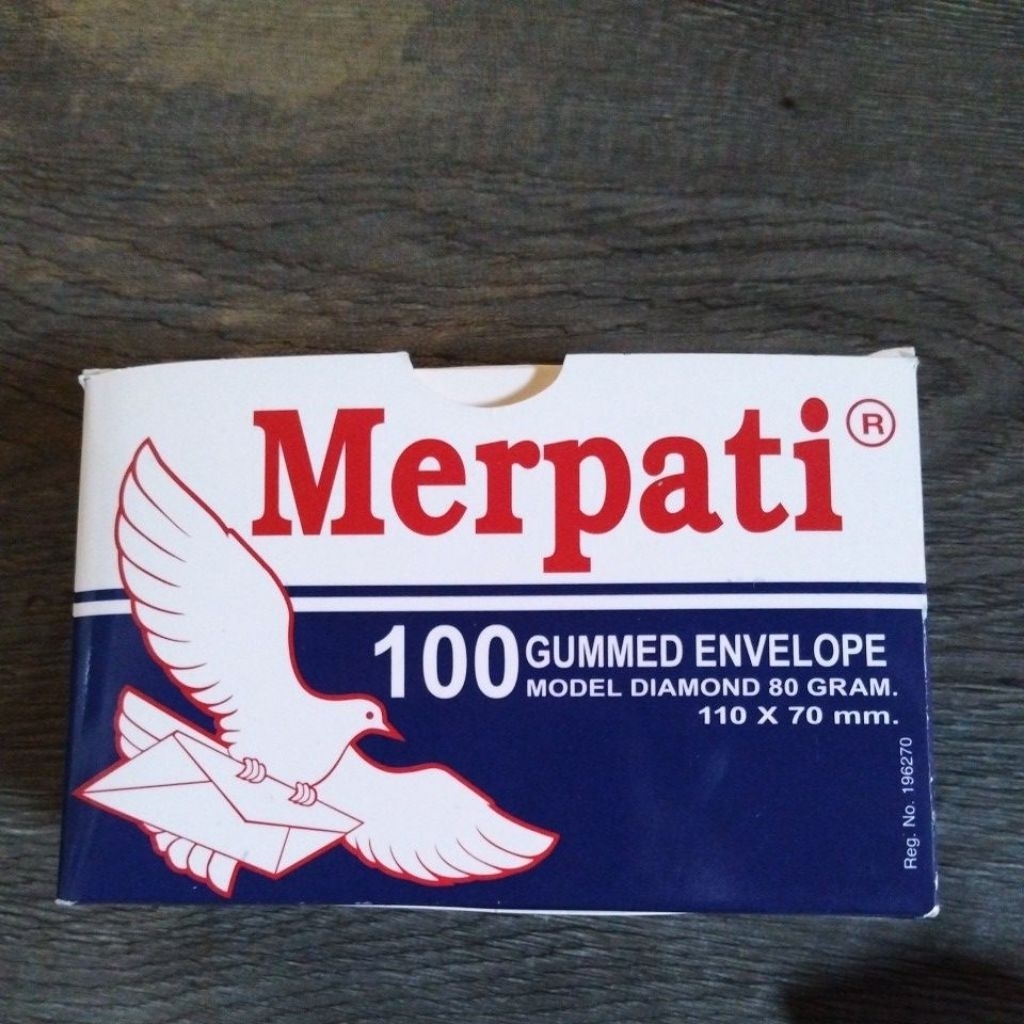 Merpati ®
100 GUMMED ENVELOPE
MODEL DIAMOND 80 GRAM.
110 X 70 mm.
Reg. No. 196270